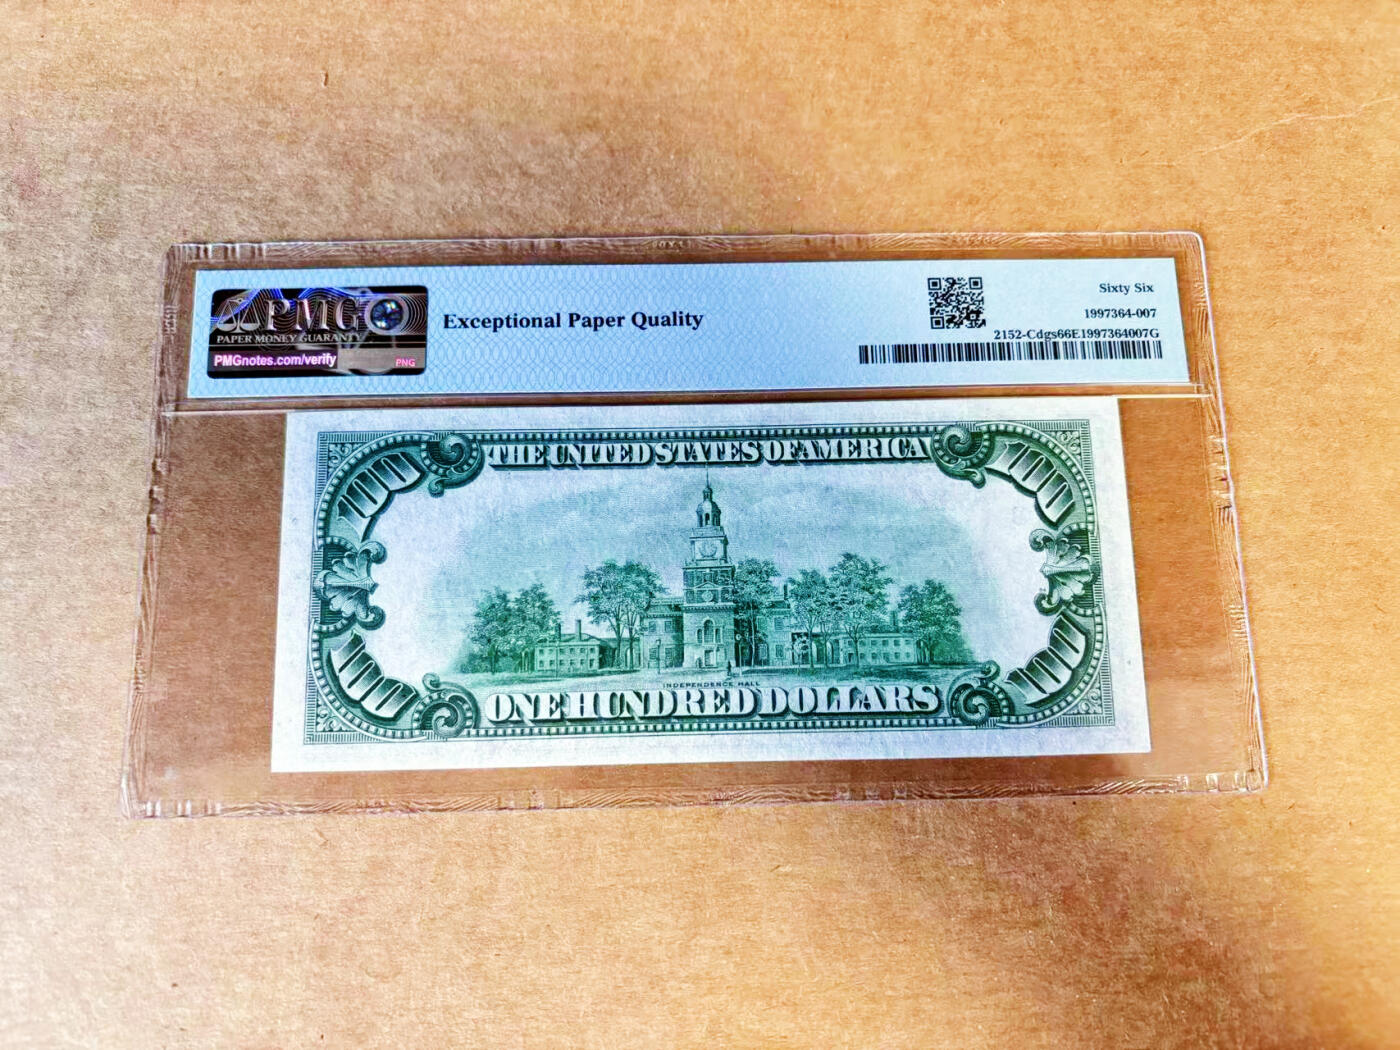 PMG
PAPER MONEY GUARANTY
PMGnotes.com/verify
PNG
Exceptional Paper Quality
Sixty Six
1997364-007
2152-Cdgs66E1997364007G
100
THE UNITED STATES OF AMERICA
100
INDEPENDENCE HALL
100
ONE HUNDRED DOLLARS
100